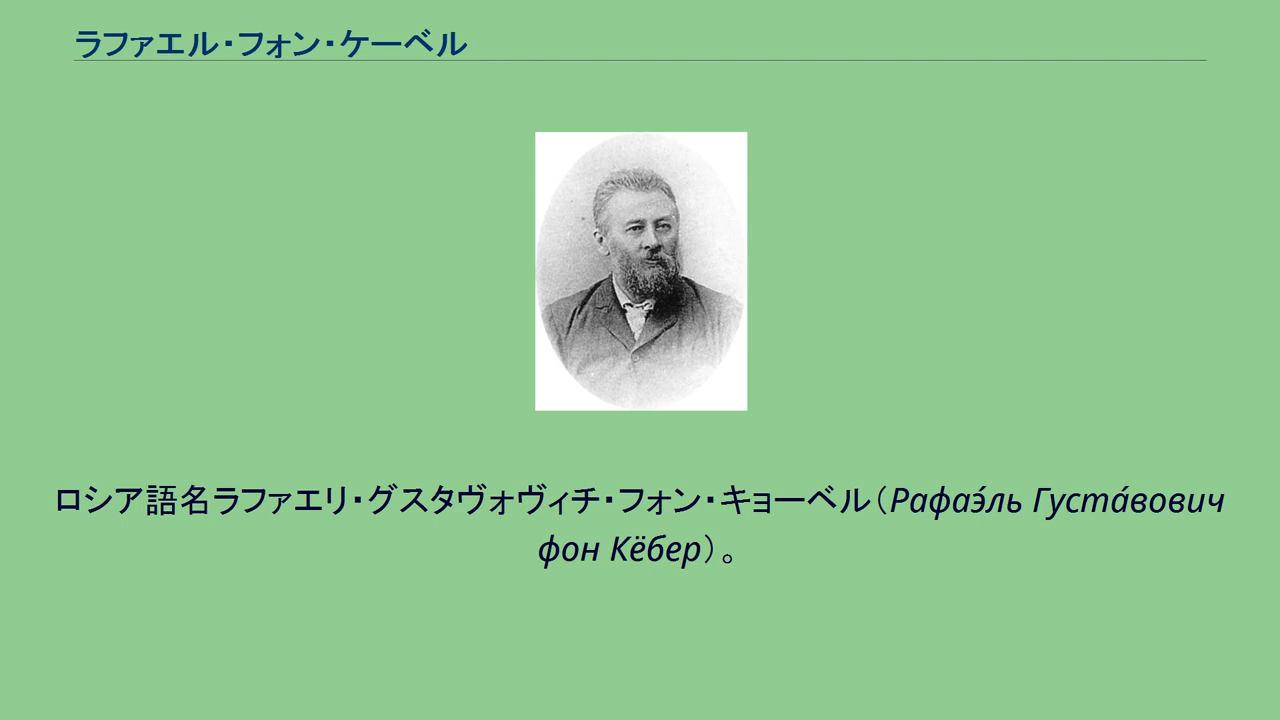 ラファエル・フォン・ケーベル
ロシア語名ラファエリ・グスタヴォヴィチ・フォン・キョーベル（Рафаэ́ль Густа́вович
фон Кёбер）。